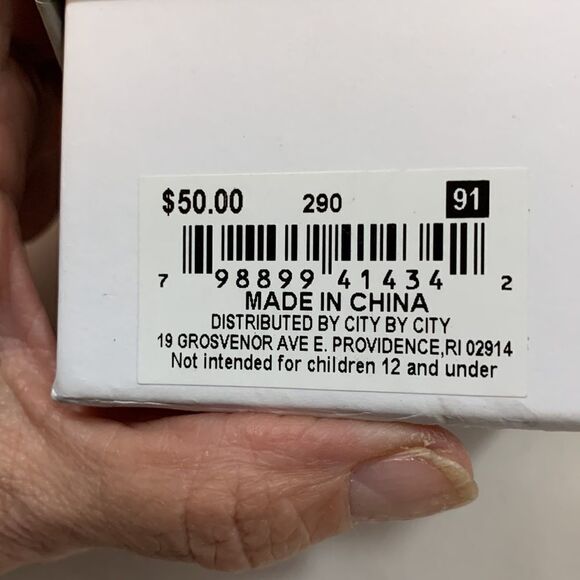 $50.00 290 91
7 98899 41434 2
MADE IN CHINA
DISTRIBUTED BY CITY BY CITY
19 GROSVENOR AVE E. PROVIDENCE,RI 02914
Not intended for children 12 and under